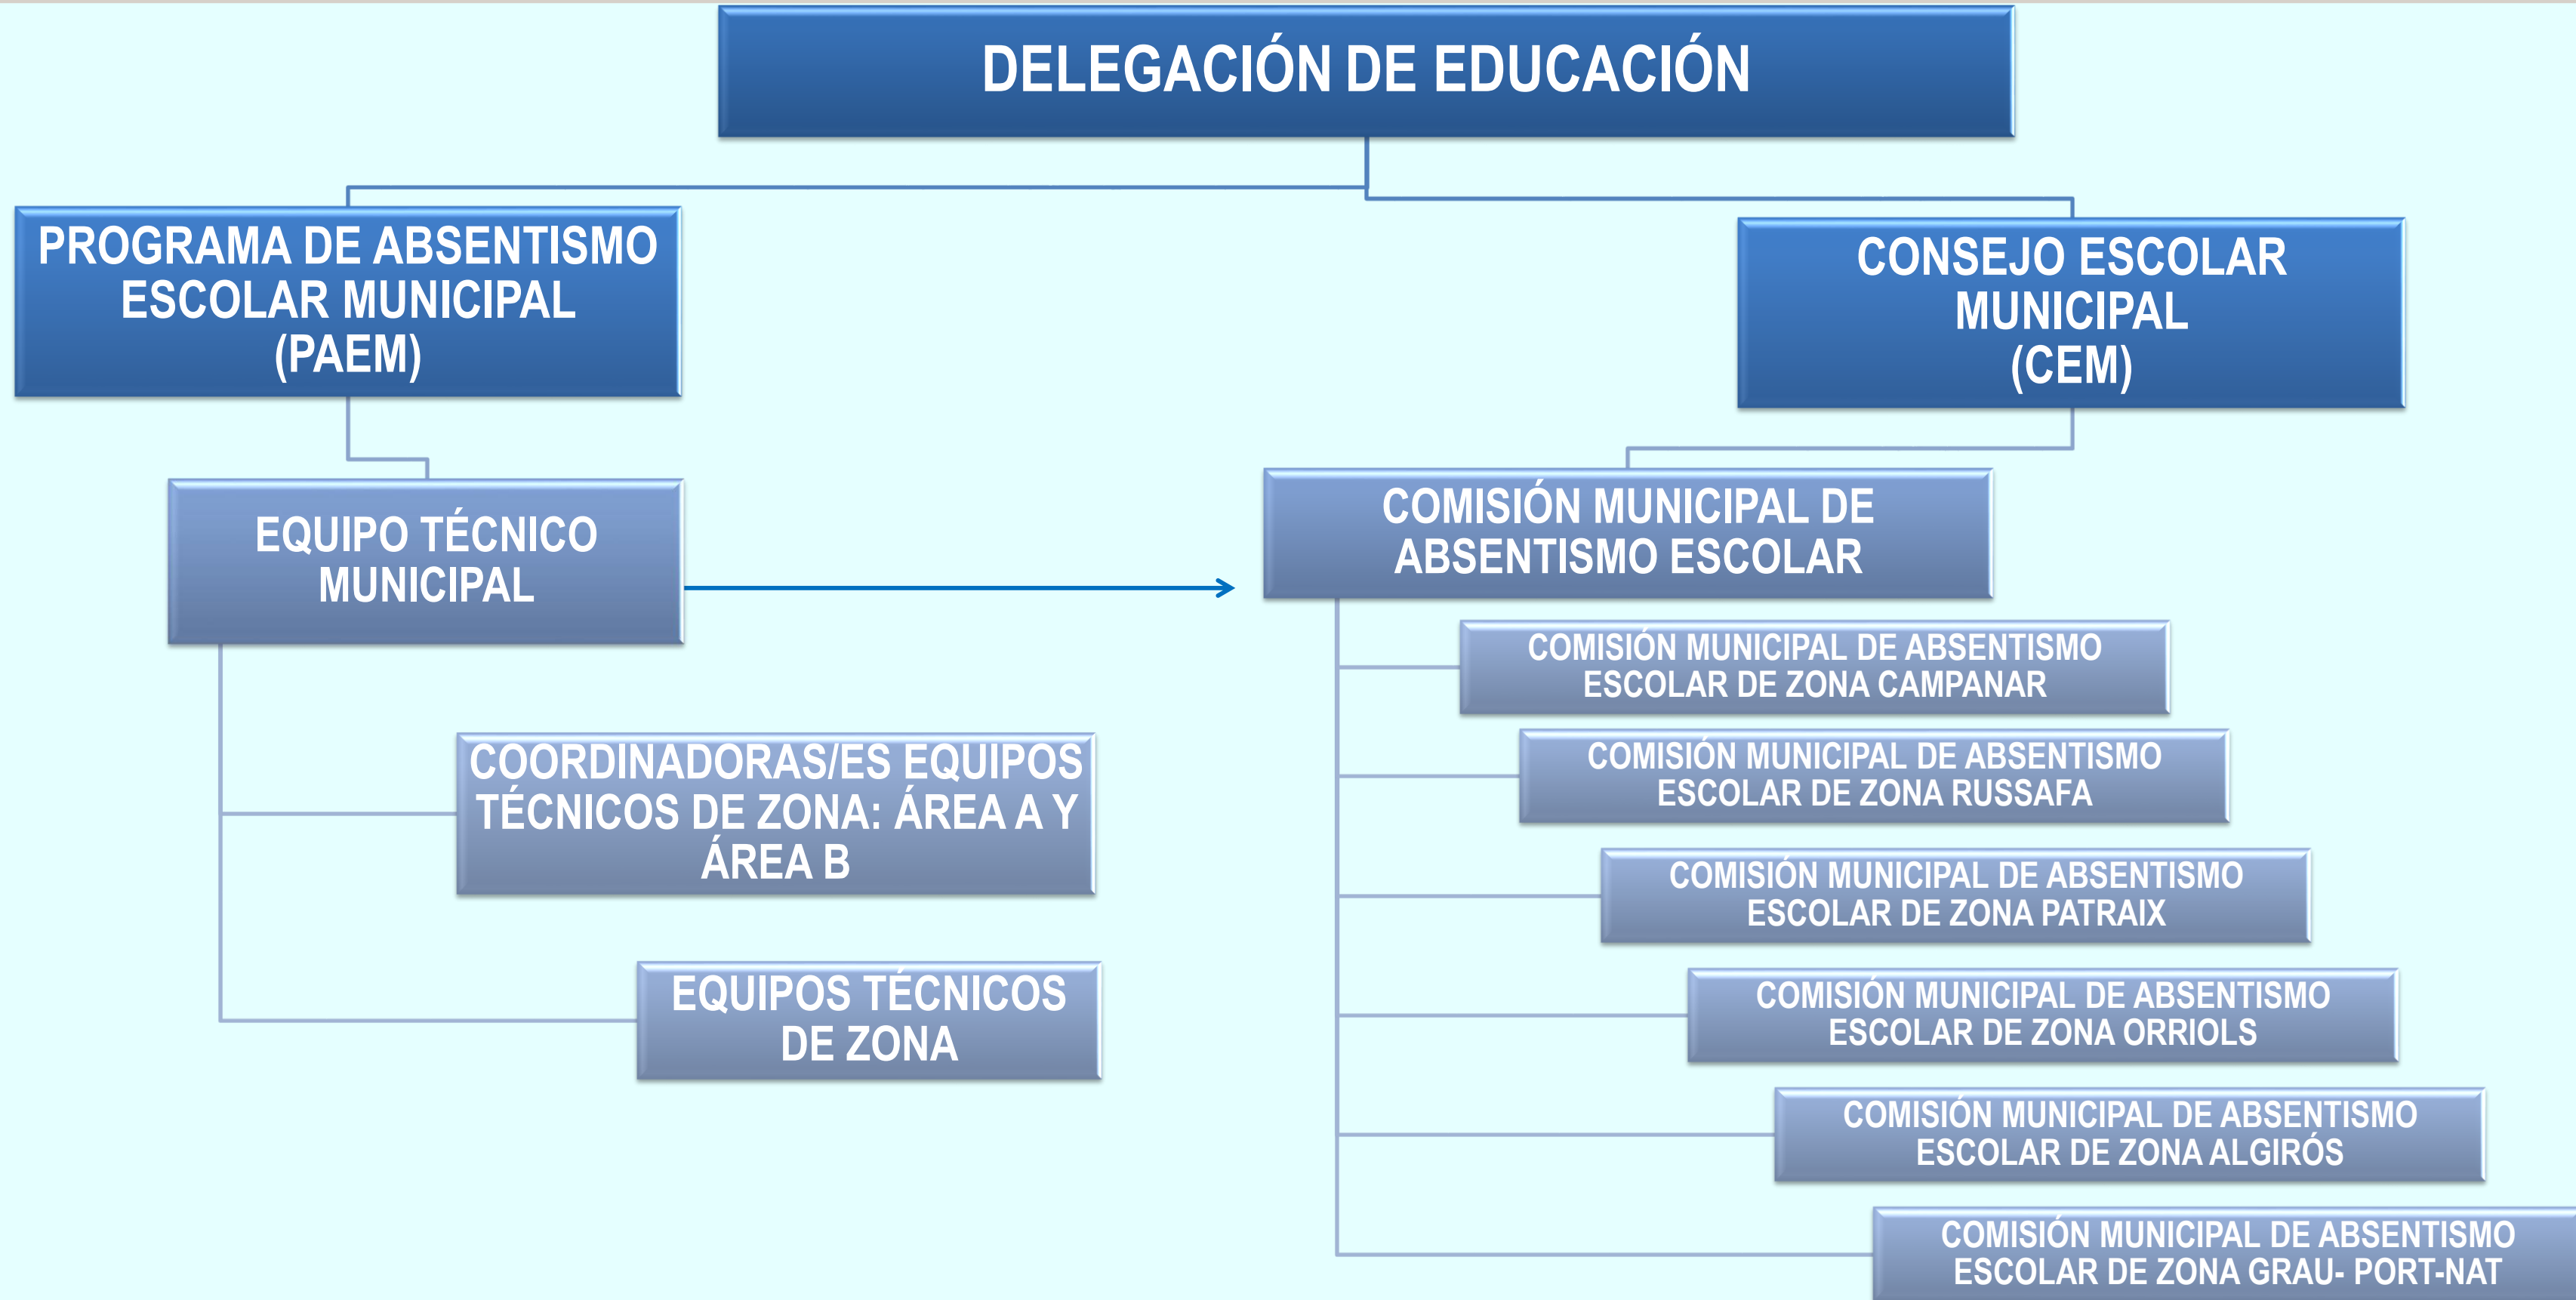 DELEGACIÓN DE EDUCACIÓN
PROGRAMA DE ABSENTISMO
ESCOLAR MUNICIPAL
(PAEM)
CONSEJO ESCOLAR
MUNICIPAL
(CEM)
EQUIPO TÉCNICO
MUNICIPAL
COORDINADORAS/ES EQUIPOS
TÉCNICOS DE ZONA: ÁREA A Y
ÁREA B
EQUIPOS TÉCNICOS
DE ZONA
COMISIÓN MUNICIPAL DE
ABSENTISMO ESCOLAR
COMISIÓN MUNICIPAL DE ABSENTISMO
ESCOLAR DE ZONA CAMPANAR
COMISIÓN MUNICIPAL DE ABSENTISMO
ESCOLAR DE ZONA RUSSAFA
COMISIÓN MUNICIPAL DE ABSENTISMO
ESCOLAR DE ZONA PATRAIX
COMISIÓN MUNICIPAL DE ABSENTISMO
ESCOLAR DE ZONA ORRIOLS
COMISIÓN MUNICIPAL DE ABSENTISMO
ESCOLAR DE ZONA ALGIRÓS
COMISIÓN MUNICIPAL DE ABSENTISMO
ESCOLAR DE ZONA GRAU- PORT-NAT